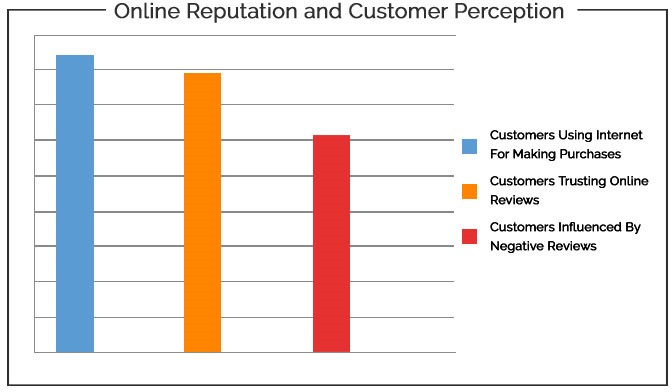 Online Reputation and Customer Perception
Customers Using Internet
For Making Purchases
Customers Trusting Online
Reviews
Customers Influenced By
Negative Reviews